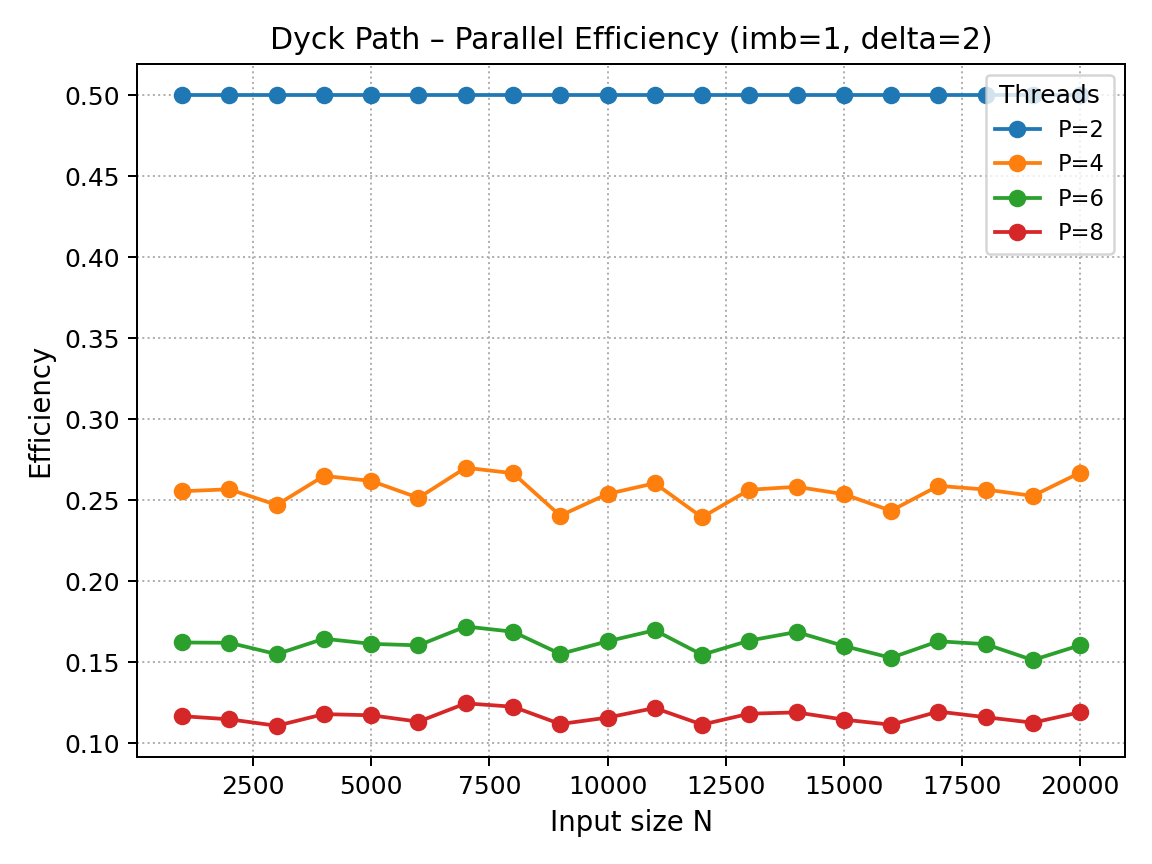 Dyck Path – Parallel Efficiency (imb=1, delta=2)
Efficiency
0.50
0.45
0.40
0.35
0.30
0.25
0.20
0.15
0.10
Threads
P=2
P=4
P=6
P=8
2500 5000 7500 10000 12500 15000 17500 20000
Input size N